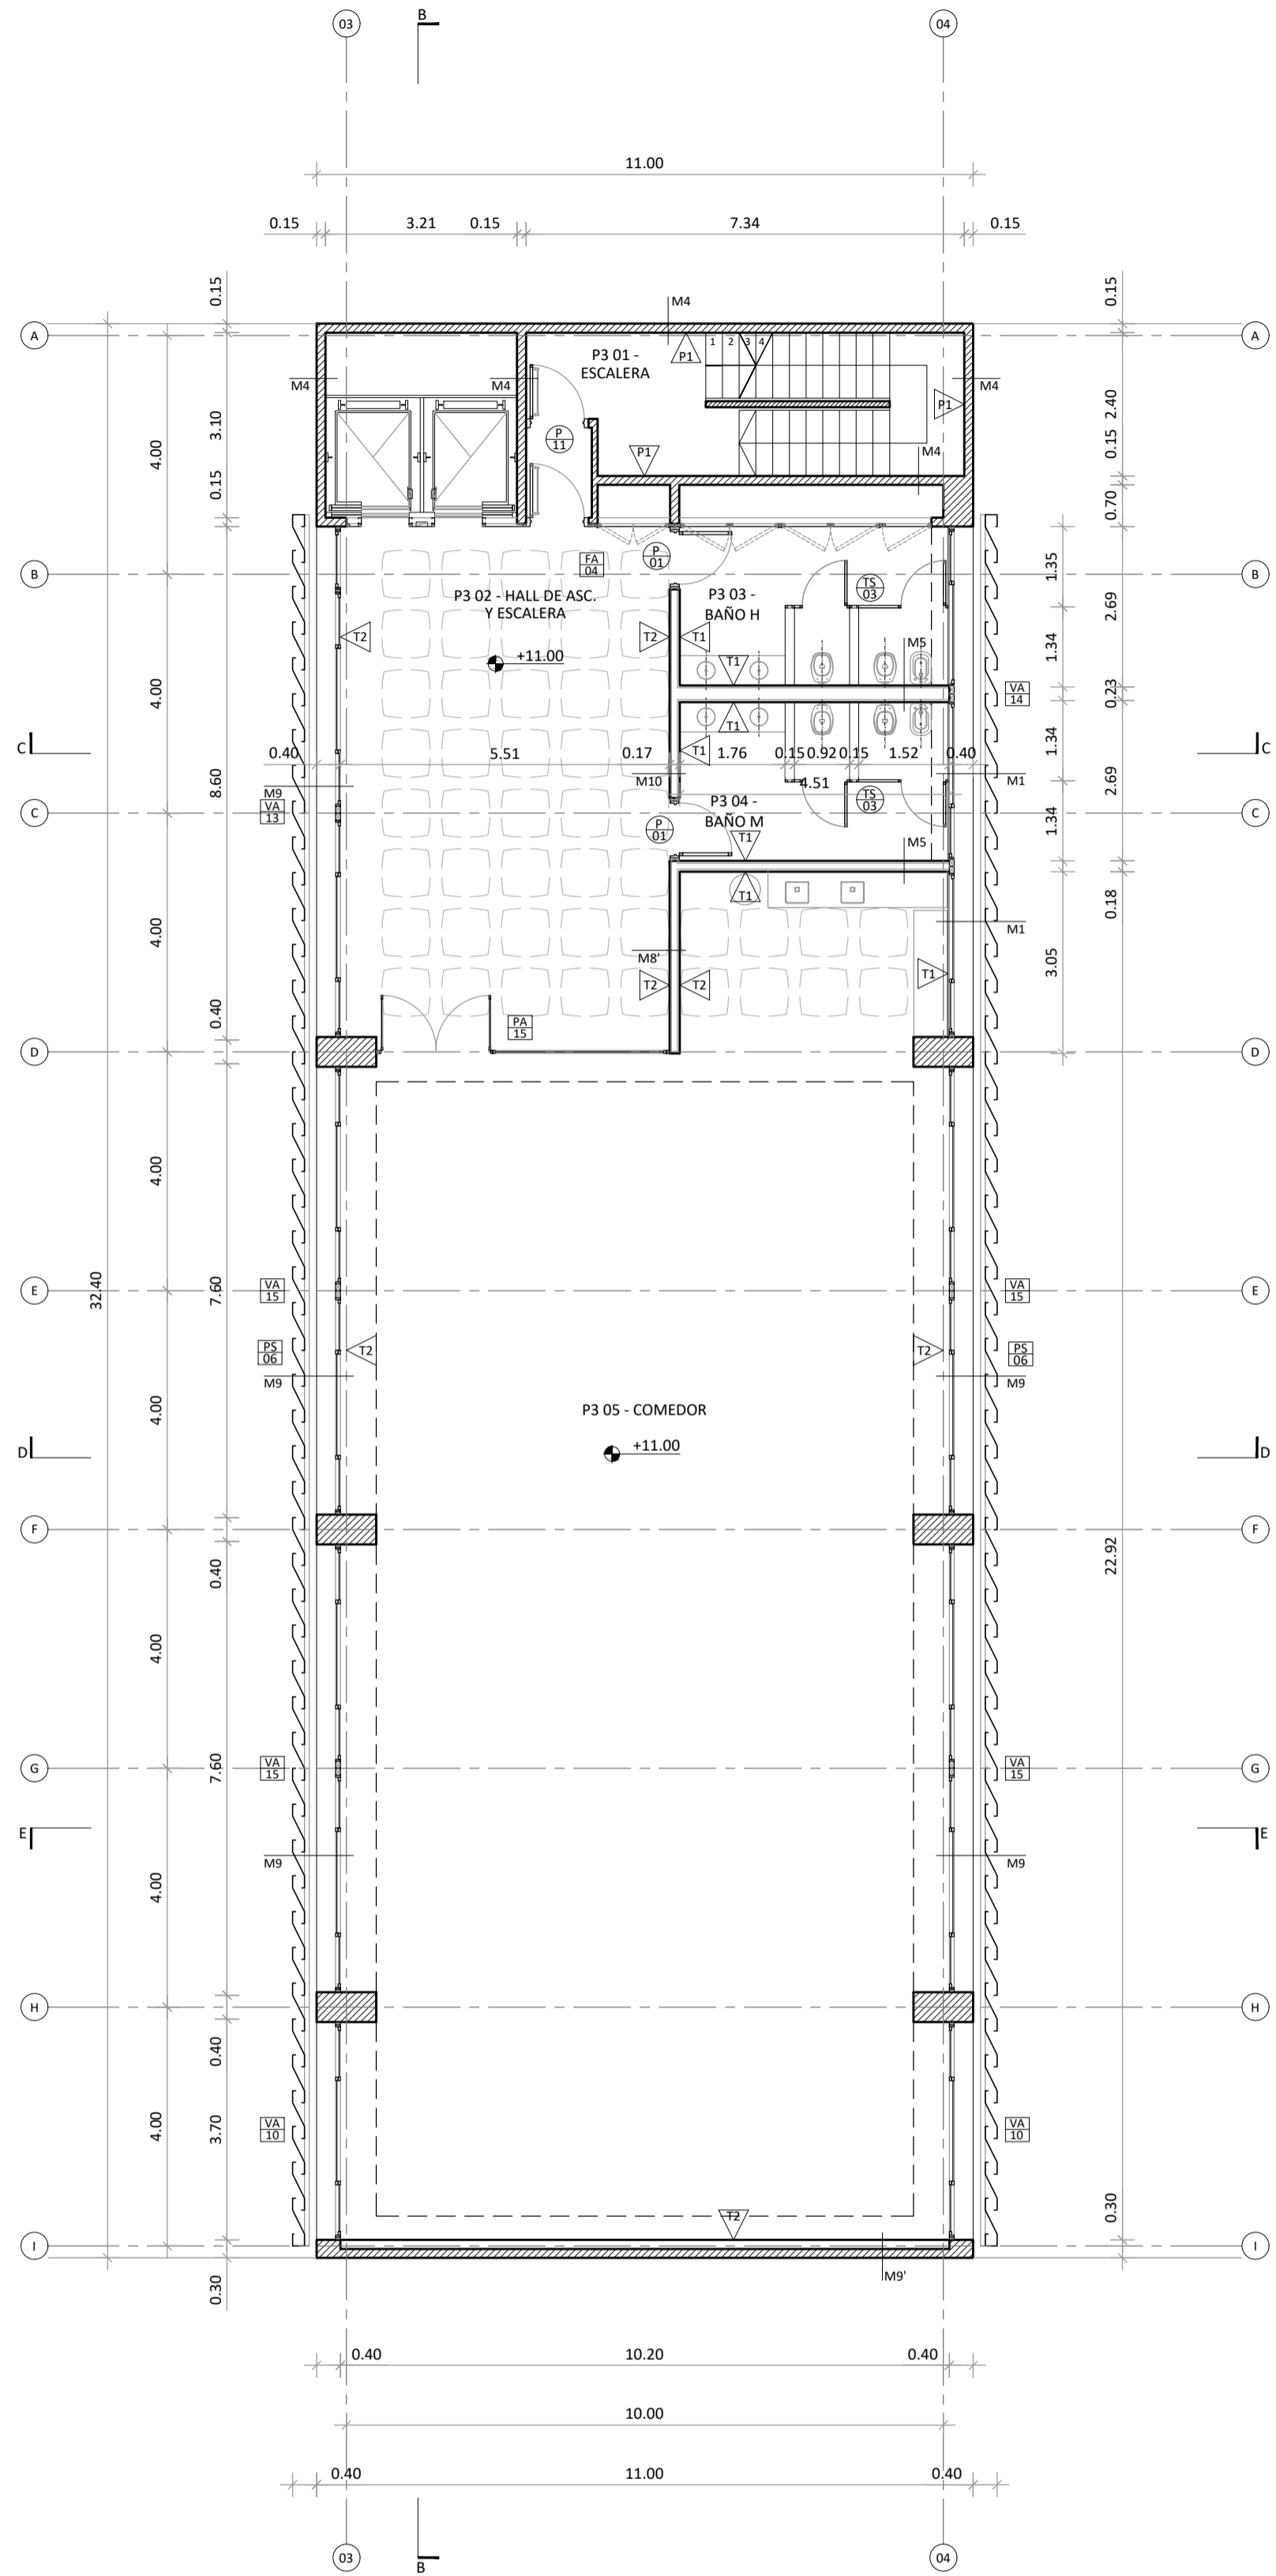 03
B
04
11.00
0.15
3.21
0.15
7.34
0.15
0.15
0.15
M4
A
A
P3 01 -
ESCALERA
P1
1 2 3 4
M4
M4
M4
P1
4.00
3.10
2.40
P
11
P1
M4
0.15
0.15
0.70
FA
04
P
01
1.35
B
B
TS
03
P3 02 - HALL DE ASC.
Y ESCALERA
P3 03 -
BAÑO H
2.69
T2
T2
T1
M5
1.34
+11.00
T1
4.00
VA
14
0.23
T1
C
C
0.40
5.51
0.17
T1
1.76
0.15
0.92
0.15
1.52
0.40
1.34
8.60
M9
M10
4.51
M1
2.69
VA
13
P3 04 -
BAÑO M
TS
03
C
C
P
01
T1
1.34
M5
T1
0.18
4.00
M1
M8'
3.05
T2
T2
T1
0.40
PA
15
D
D
4.00
32.40
7.60
E
VA
15
VA
15
E
PS
06
T2
T2
PS
06
M9
M9
4.00
P3 05 - COMEDOR
+11.00
D
D
F
F
0.40
22.92
4.00
7.60
G
VA
15
VA
15
G
E
E
M9
M9
4.00
H
H
0.40
4.00
3.70
VA
10
VA
10
0.30
T2
I
I
0.30
M9'
0.40
10.20
0.40
10.00
0.40
11.00
0.40
03
B
04